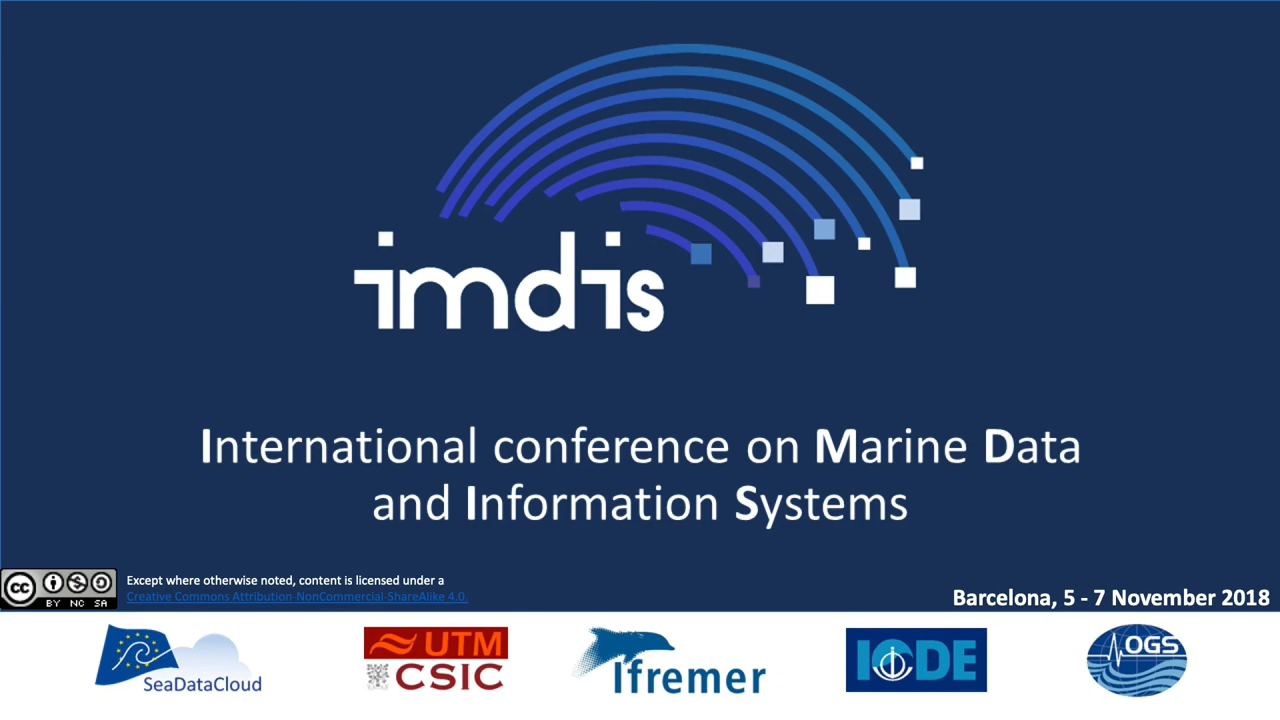 imdis
International conference on Marine Data
and Information Systems
cc
BY NC SA
Except where otherwise noted, content is licensed under a
Creative Commons Attribution-NonCommercial-ShareAlike 4.0.
Barcelona, 5 - 7 November 2018
SeaDataCloud
UTM
CSIC
Ifremer
IODE
OGS